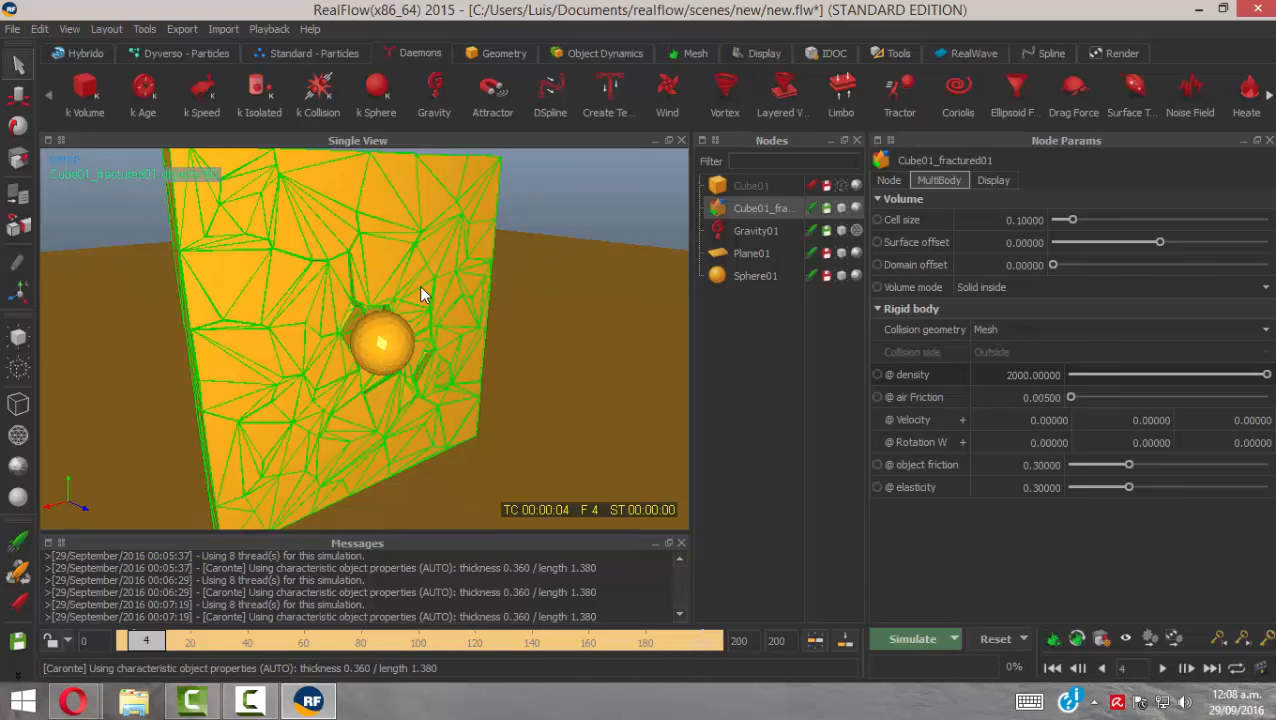 RealFlow(x86_64) 2015 - [C:/Users/Luis/Documents/realflow/scenes/new/new.flw*] (STANDARD EDITION)
File Edit View Layout Tools Export Import Playback Help
Hybrido Dyverso - Particles Standard - Particles Daemons Geometry Object Dynamics Mesh Display IDOC Tools RealWave Spline Render
k Volume k Age k Speed k Isolated k Collision k Sphere Gravity Attractor DSpline Create Te... Wind Vortex Layered V... Limbo Tractor Coriolis Ellipsoid F... Drag Force Surface T... Noise Field Heate
Single View
Nodes
Node Params
persp
Filter
Cube01_fractured01
Node MultiBody Display
Cube01
Cube01_fra...
Gravity01
Plane01
Sphere01
Volume
Cell size 0.10000
Surface offset 0.00000
Domain offset 0.00000
Volume mode Solid inside
Rigid body
Collision geometry Mesh
Collision side Outside
@ density 2000.00000
@ air Friction 0.00500
@ Velocity + 0.00000 0.00000 0.00000
@ Rotation W + 0.00000 0.00000 0.00000
@ object friction 0.30000
@ elasticity 0.30000
TC 00:00:04 F 4 ST 00:00:00
Messages
>[29/September/2016 00:05:37] - Using 8 thread(s) for this simulation.
>[29/September/2016 00:05:37] - [Caronte] Using characteristic object properties (AUTO): thickness 0.360 / length 1.380
>[29/September/2016 00:06:29] - Using 8 thread(s) for this simulation.
>[29/September/2016 00:06:29] - [Caronte] Using characteristic object properties (AUTO): thickness 0.360 / length 1.380
>[29/September/2016 00:07:19] - Using 8 thread(s) for this simulation.
>[29/September/2016 00:07:19] - [Caronte] Using characteristic object properties (AUTO): thickness 0.360 / length 1.380
0 4 20 40 60 80 100 120 140 160 180 200 200
Simulate Reset
[Caronte] Using characteristic object properties (AUTO): thickness 0.360 / length 1.380
0% 4
RF
12:08 a.m.
29/09/2016